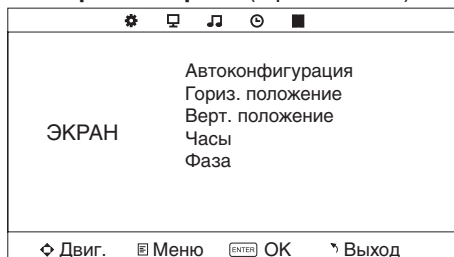 ЭКРАН
Автоконфигурация
Гориз. положение
Верт. положение
Часы
Фаза
Двиг. Меню ENTER OK Выход